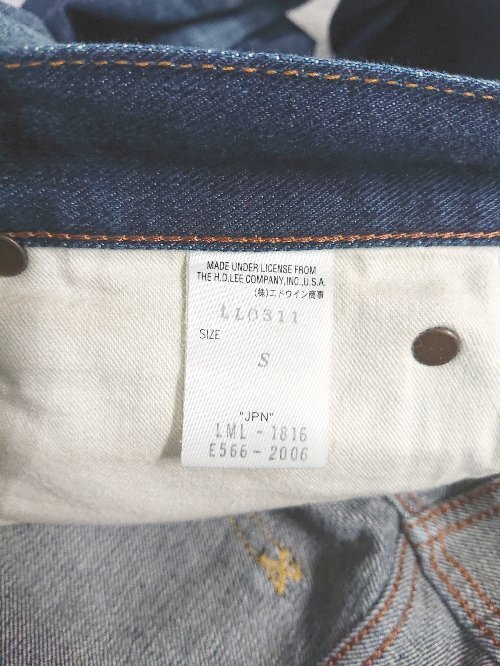 MADE UNDER LICENSE FROM
THE H.D.LEE COMPANY,INC.,U.S.A.
(株)エドウイン商事
LL0311
SIZE
S
"JPN"
LML - 1816
E566 - 2006